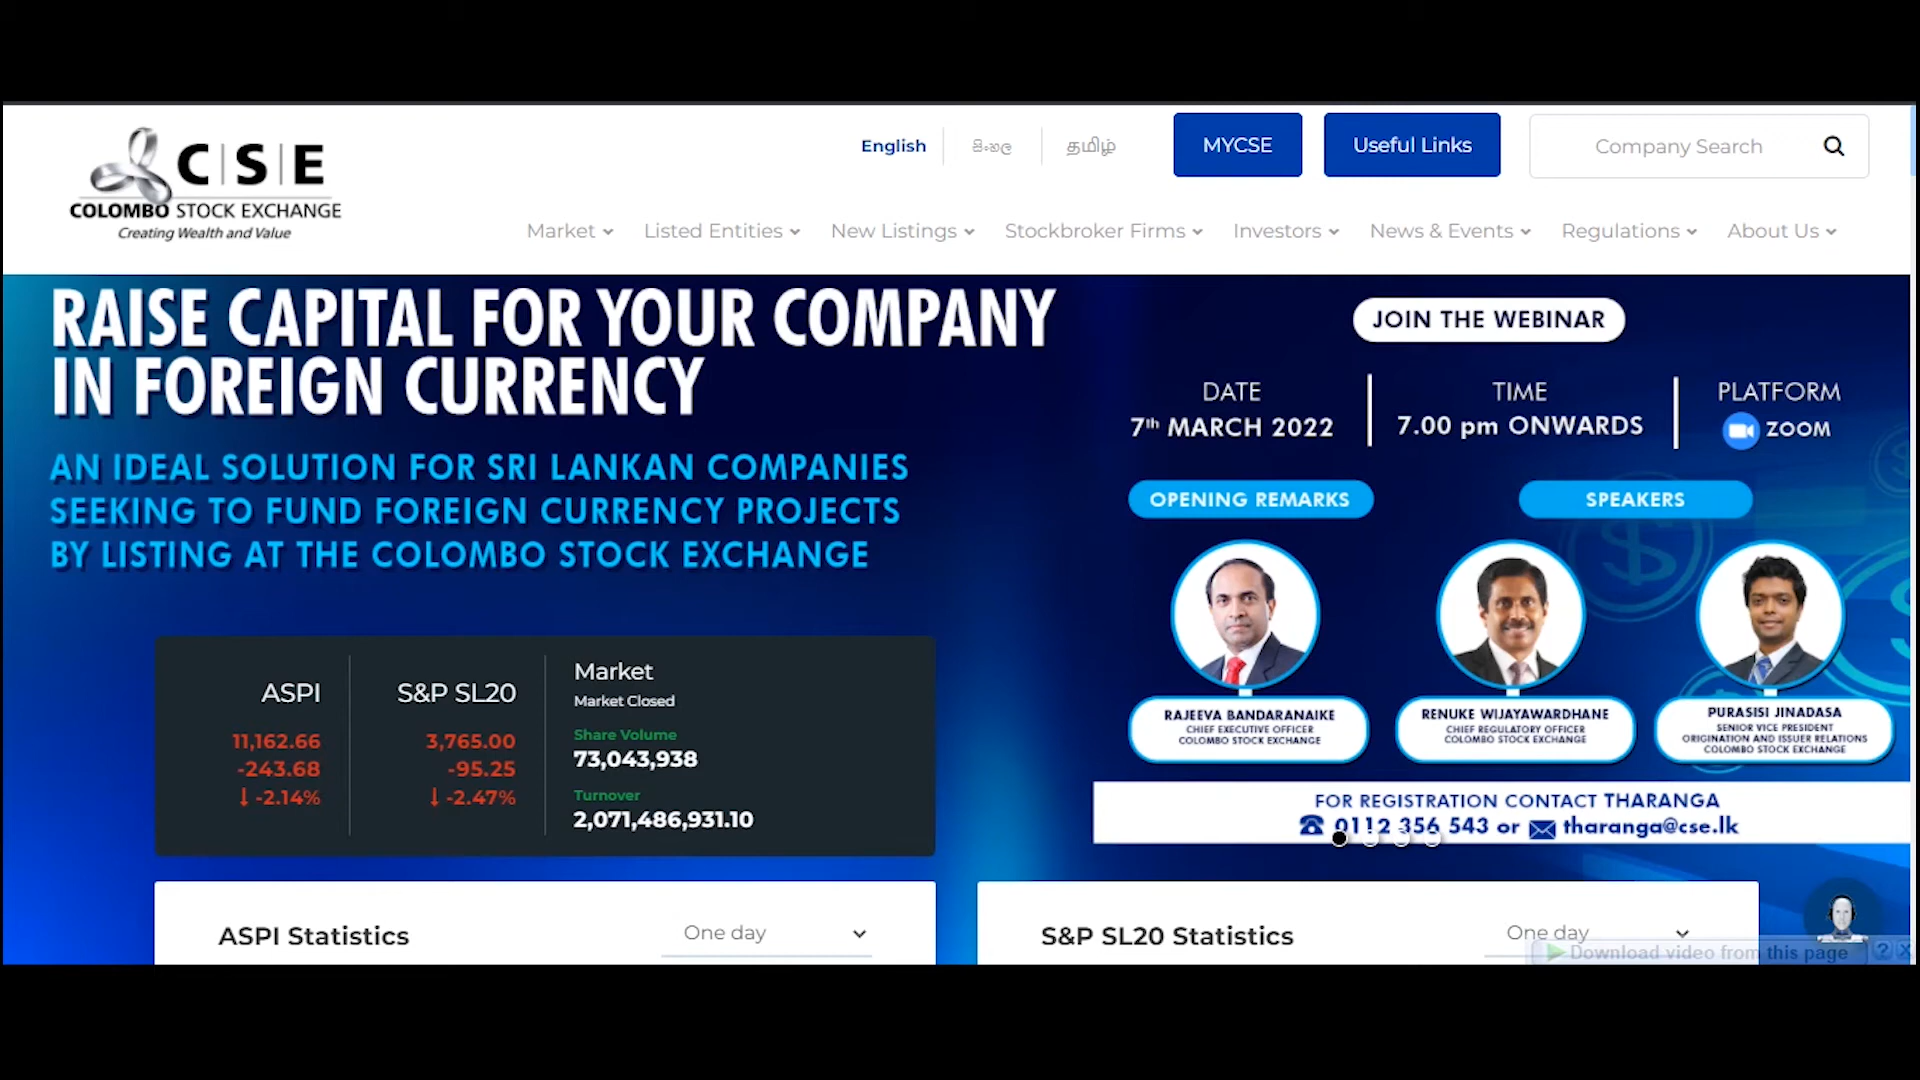 C|S|E
COLOMBO STOCK EXCHANGE
Creating Wealth and Value
English
සිංහල
தமிழ்
MYCSE
Useful Links
Company Search
Market
Listed Entities
New Listings
Stockbroker Firms
Investors
News & Events
Regulations
About Us
RAISE CAPITAL FOR YOUR COMPANY
IN FOREIGN CURRENCY
AN IDEAL SOLUTION FOR SRI LANKAN COMPANIES
SEEKING TO FUND FOREIGN CURRENCY PROJECTS
BY LISTING AT THE COLOMBO STOCK EXCHANGE
JOIN THE WEBINAR
DATE
7th MARCH 2022
TIME
7.00 pm ONWARDS
PLATFORM
ZOOM
OPENING REMARKS
SPEAKERS
RAJEEVA BANDARANAIKE
CHIEF EXECUTIVE OFFICER
COLOMBO STOCK EXCHANGE
RENUKE WIJAYAWARDHANE
CHIEF REGULATORY OFFICER
COLOMBO STOCK EXCHANGE
PURASISI JINADASA
SENIOR VICE PRESIDENT
ORIGINATION AND ISSUER RELATIONS
COLOMBO STOCK EXCHANGE
FOR REGISTRATION CONTACT THARANGA
0112 356 543 or tharanga@cse.lk
ASPI
11,162.66
-243.68
-2.14%
S&P SL20
3,765.00
-95.25
-2.47%
Market
Market Closed
Share Volume
73,043,938
Turnover
2,071,486,931.10
ASPI Statistics
One day
S&P SL20 Statistics
One day
Download video from this page
? X